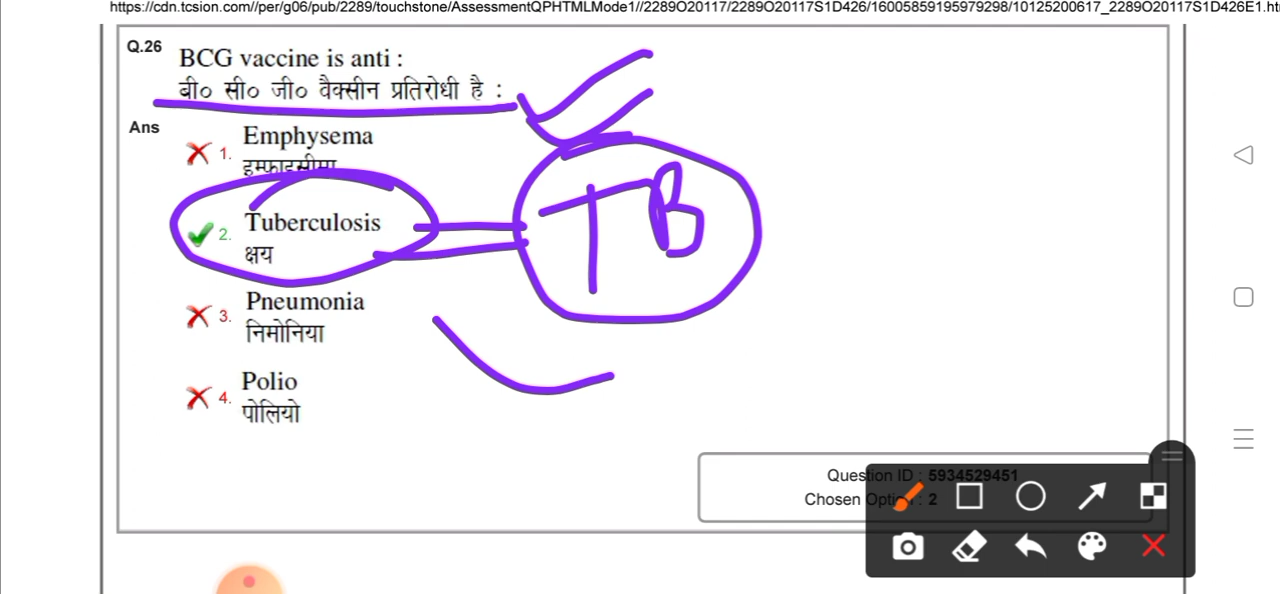 https://cdn.tcsion.com//per/g06/pub/2289/touchstone/AssessmentQPHTMLMode1//2289O20117/2289O20117S1D426/16005859195979298/10125200617_2289O20117S1D426E1.ht
Q.26 BCG vaccine is anti :
बी० सी० जी० वैक्सीन प्रतिरोधी है :
Ans
1. Emphysema
इम्फाइसीमा
2. Tuberculosis
क्षय
TB
3. Pneumonia
निमोनिया
4. Polio
पोलियो
Question ID : 5934529451
Chosen Option : 2